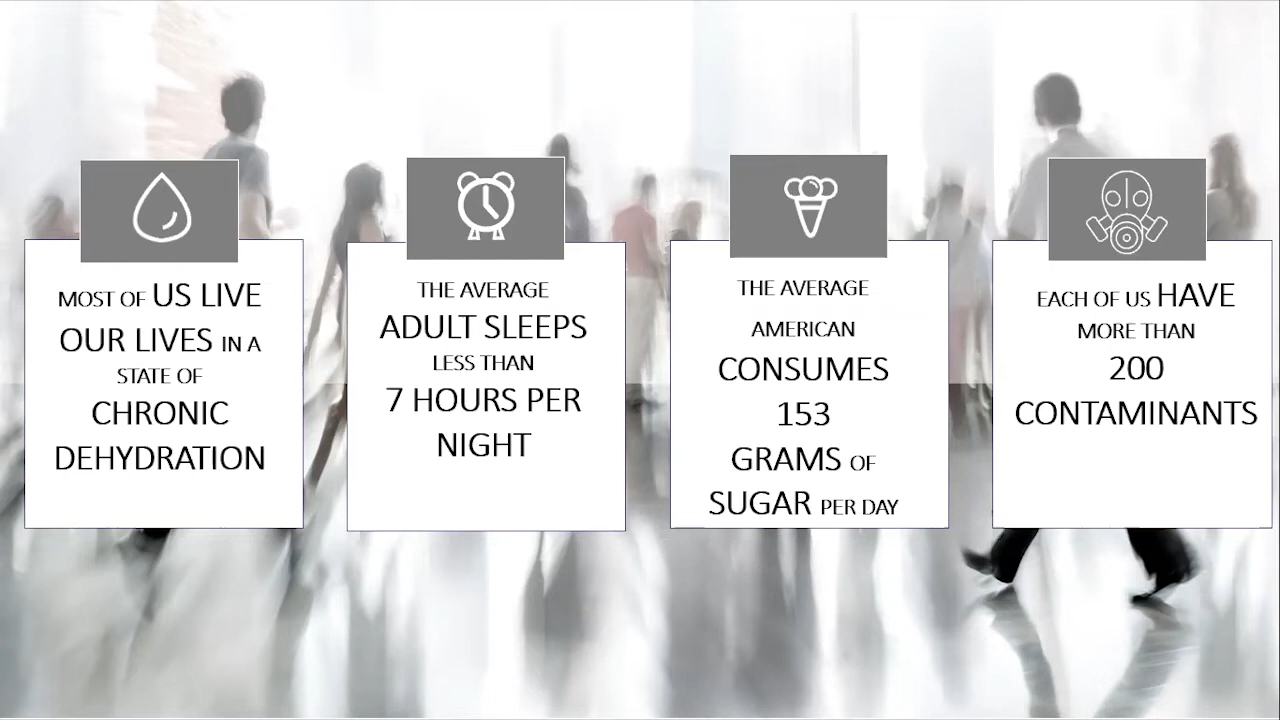 MOST OF US LIVE
OUR LIVES IN A
STATE OF
CHRONIC
DEHYDRATION
THE AVERAGE
ADULT SLEEPS
LESS THAN
7 HOURS PER
NIGHT
THE AVERAGE
AMERICAN
CONSUMES
153
GRAMS OF
SUGAR PER DAY
EACH OF US HAVE
MORE THAN
200
CONTAMINANTS